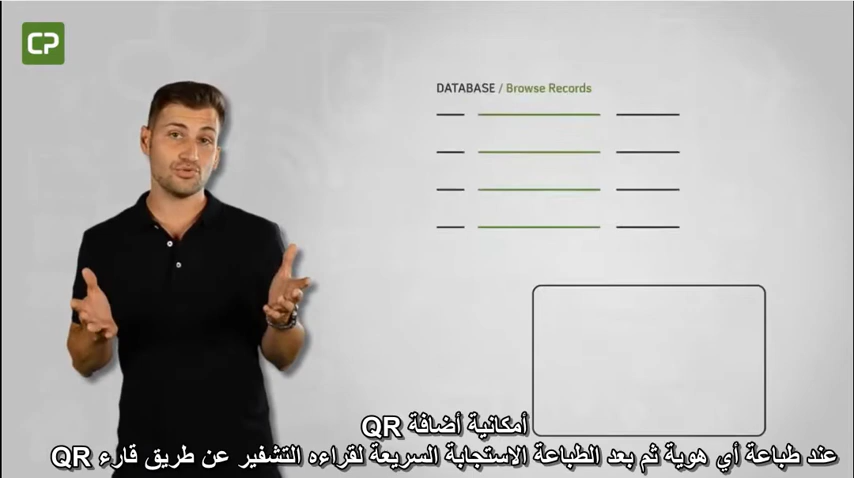 CP
DATABASE / Browse Records
أمكانية أضافة QR
عند طباعة أي هوية ثم بعد الطباعة الاستجابة السريعة لقراءه التشفير عن طريق قارء QR